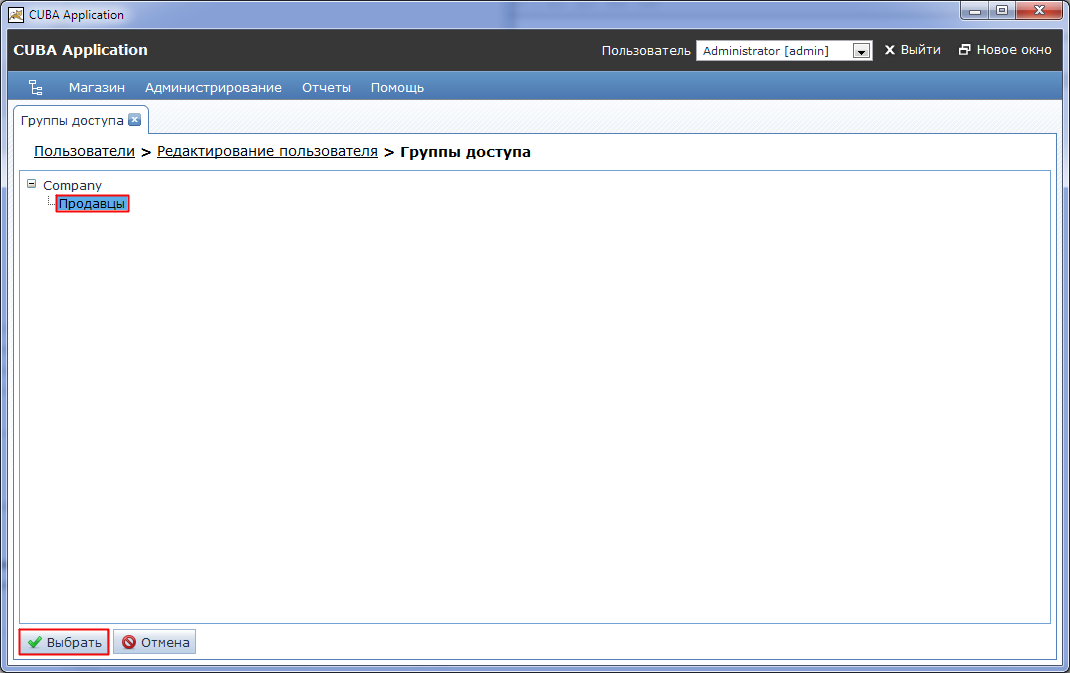 CUBA Application
CUBA Application Пользователь Administrator [admin] Выйти Новое окно
Магазин Администрирование Отчеты Помощь
Группы доступа
Пользователи > Редактирование пользователя > Группы доступа
Company
Продавцы
Выбрать Отмена